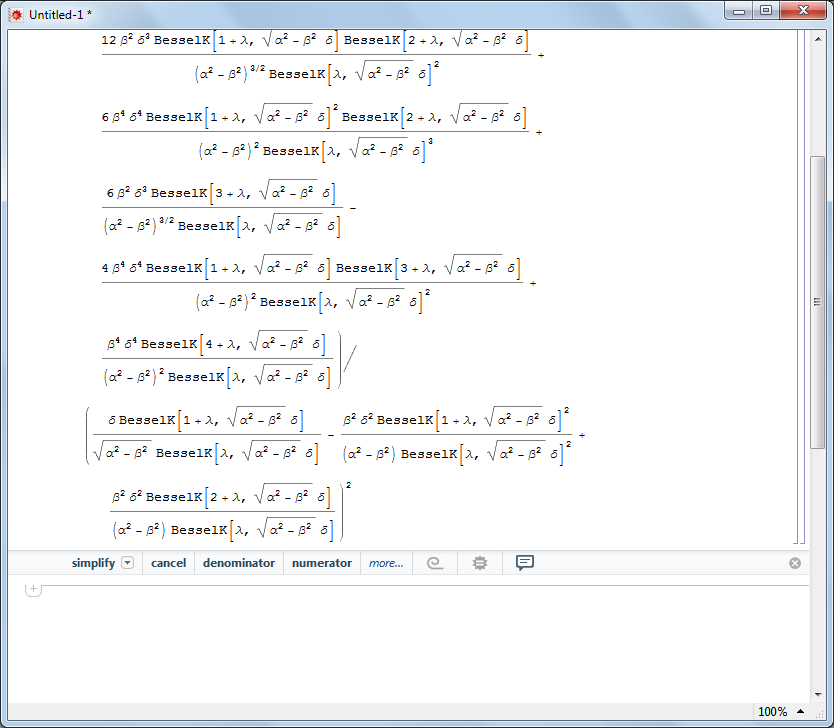 Untitled-1 *
12 β² δ³ BesselK[1 + λ, √(α² − β²) δ] BesselK[2 + λ, √(α² − β²) δ]
(α² − β²)^(3/2) BesselK[λ, √(α² − β²) δ]² +
6 β⁴ δ⁴ BesselK[1 + λ, √(α² − β²) δ]² BesselK[2 + λ, √(α² − β²) δ]
(α² − β²)² BesselK[λ, √(α² − β²) δ]³ +
6 β² δ³ BesselK[3 + λ, √(α² − β²) δ]
(α² − β²)^(3/2) BesselK[λ, √(α² − β²) δ] −
4 β⁴ δ⁴ BesselK[1 + λ, √(α² − β²) δ] BesselK[3 + λ, √(α² − β²) δ]
(α² − β²)² BesselK[λ, √(α² − β²) δ]² +
β⁴ δ⁴ BesselK[4 + λ, √(α² − β²) δ]
(α² − β²)² BesselK[λ, √(α² − β²) δ] ) /
( δ BesselK[1 + λ, √(α² − β²) δ] − β² δ² BesselK[1 + λ, √(α² − β²) δ]² +
√(α² − β²) BesselK[λ, √(α² − β²) δ] (α² − β²) BesselK[λ, √(α² − β²) δ]²
β² δ² BesselK[2 + λ, √(α² − β²) δ] )²
(α² − β²) BesselK[λ, √(α² − β²) δ]
simplify cancel denominator numerator more...
100%